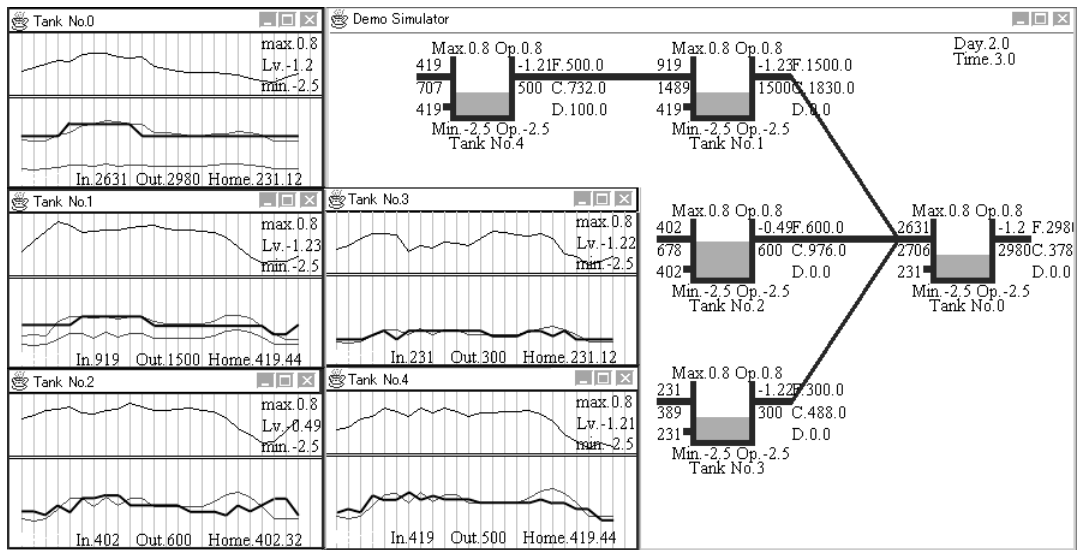 Tank No.0
max.0.8
Lv.-1.2
min.-2.5
In.2631 Out.2980 Home.231.12
Tank No.1
max.0.8
Lv.-1.23
min.-2.5
In.919 Out.1500 Home.419.44
Tank No.2
max.0.8
Lv.-0.49
min.-2.5
In.402 Out.600 Home.402.32
Tank No.3
max.0.8
Lv.-1.22
min.-2.5
In.231 Out.300 Home.231.12
Tank No.4
max.0.8
Lv.-1.21
min.-2.5
In.419 Out.500 Home.419.44
Demo Simulator
Day.2.0
Time.3.0
Max.0.8 Op.0.8
419 -1.21 F.500.0
707 500 C.732.0
419 D.100.0
Min.-2.5 Op.-2.5
Tank No.4
Max.0.8 Op.0.8
919 -1.23 F.1500.0
1489 1500 C.1830.0
419 D.0.0
Min.-2.5 Op.-2.5
Tank No.1
Max.0.8 Op.0.8
402 -0.49 F.600.0
678 600 C.976.0
402 D.0.0
Min.-2.5 Op.-2.5
Tank No.2
Max.0.8 Op.0.8
2631 -1.2 F.298
2706 2980 C.378
231 D.0.0
Min.-2.5 Op.-2.5
Tank No.0
Max.0.8 Op.0.8
231 -1.22 F.300.0
389 300 C.488.0
231 D.0.0
Min.-2.5 Op.-2.5
Tank No.3